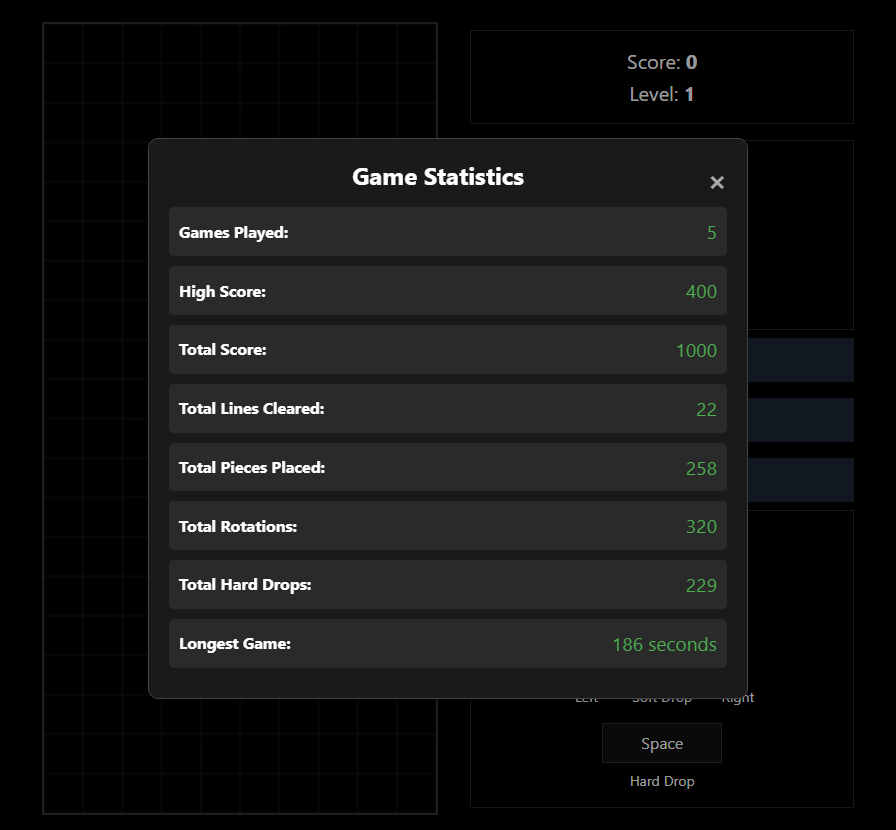 Score: 0
Level: 1
Game Statistics
×
Games Played: 5
High Score: 400
Total Score: 1000
Total Lines Cleared: 22
Total Pieces Placed: 258
Total Rotations: 320
Total Hard Drops: 229
Longest Game: 186 seconds
Left Soft Drop Right
Space
Hard Drop